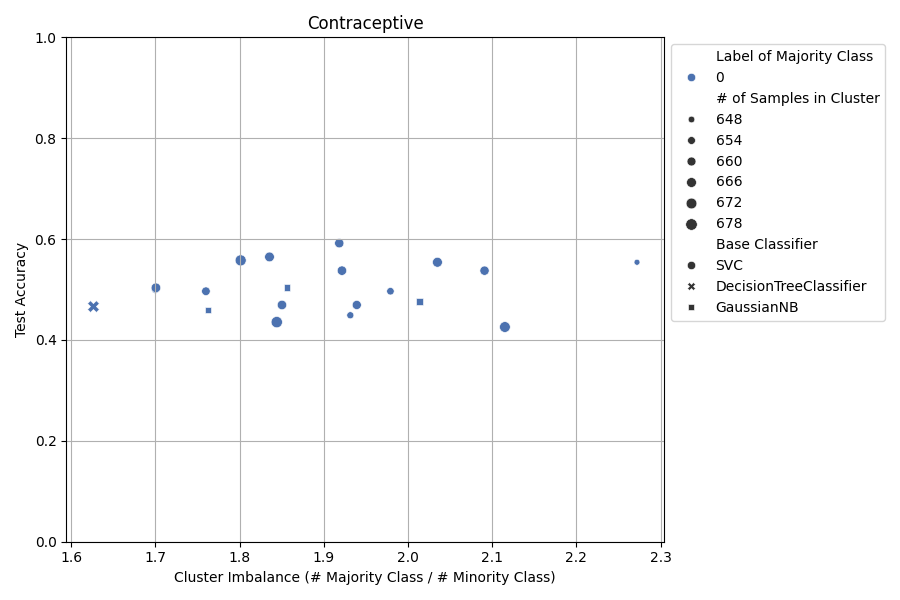 Contraceptive
1.0
0.8
0.6
0.4
0.2
0.0
Test Accuracy
1.6 1.7 1.8 1.9 2.0 2.1 2.2 2.3
Cluster Imbalance (# Majority Class / # Minority Class)
Label of Majority Class
0
# of Samples in Cluster
648
654
660
666
672
678
Base Classifier
SVC
DecisionTreeClassifier
GaussianNB